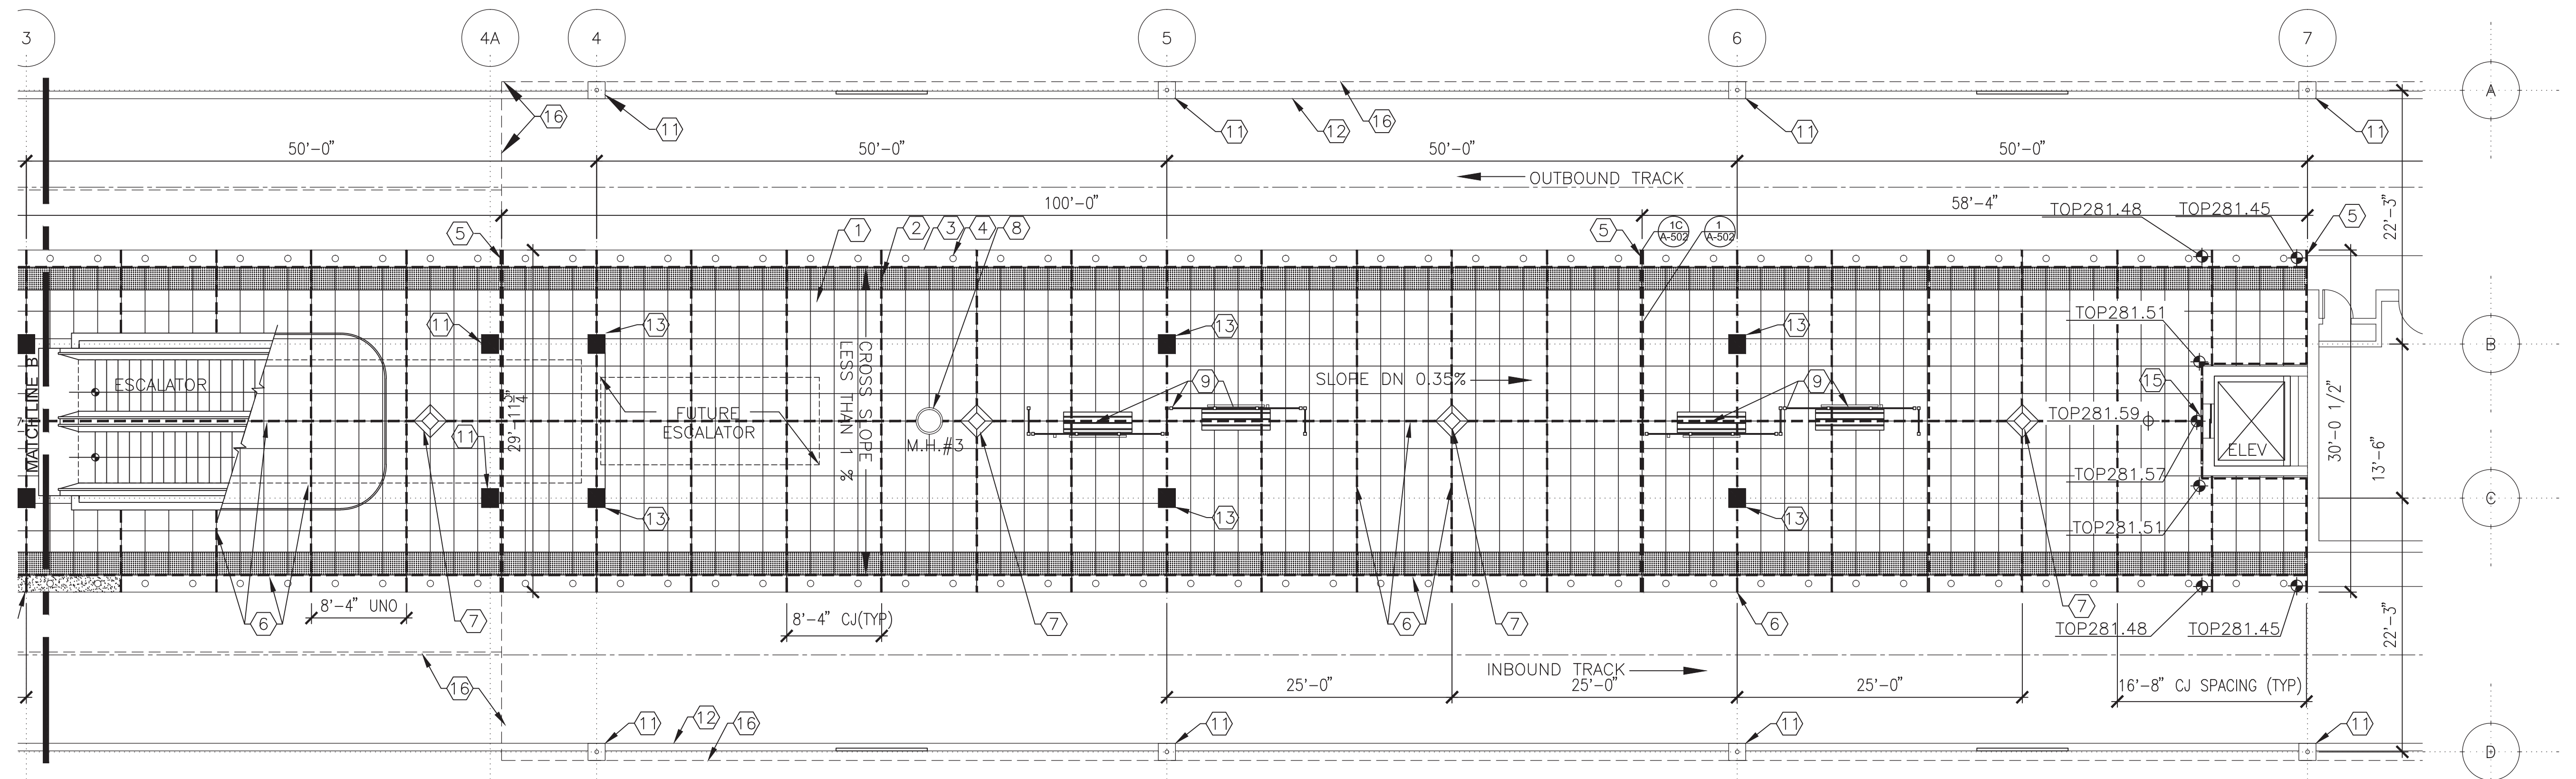 3
4A
4
5
6
7
A
16
11
11
12
16
11
11
50'-0"
50'-0"
50'-0"
50'-0"
OUTBOUND TRACK
100'-0"
58'-4"
TOP281.48
TOP281.45
5
22'-3"
5
1
2
3
4
8
5
1C
A-502
1
A-502
11
13
13
13
TOP281.51
B
MATCHLINE B
ESCALATOR
29'-11 3/4"
FUTURE
ESCALATOR
CROSS SLOPE
LESS THAN 1 %
9
SLOPE DN 0.35%
9
15
TOP281.59
11
M.H.#3
ELEV
30'-0 1/2"
13'-6"
TOP281.57
13
13
13
C
TOP281.51
8'-4" UNO
8'-4" CJ(TYP)
6
7
7
6
7
6
7
TOP281.48
TOP281.45
22'-3"
16
INBOUND TRACK
25'-0"
25'-0"
25'-0"
16'-8" CJ SPACING (TYP)
11
12
16
11
11
11
D